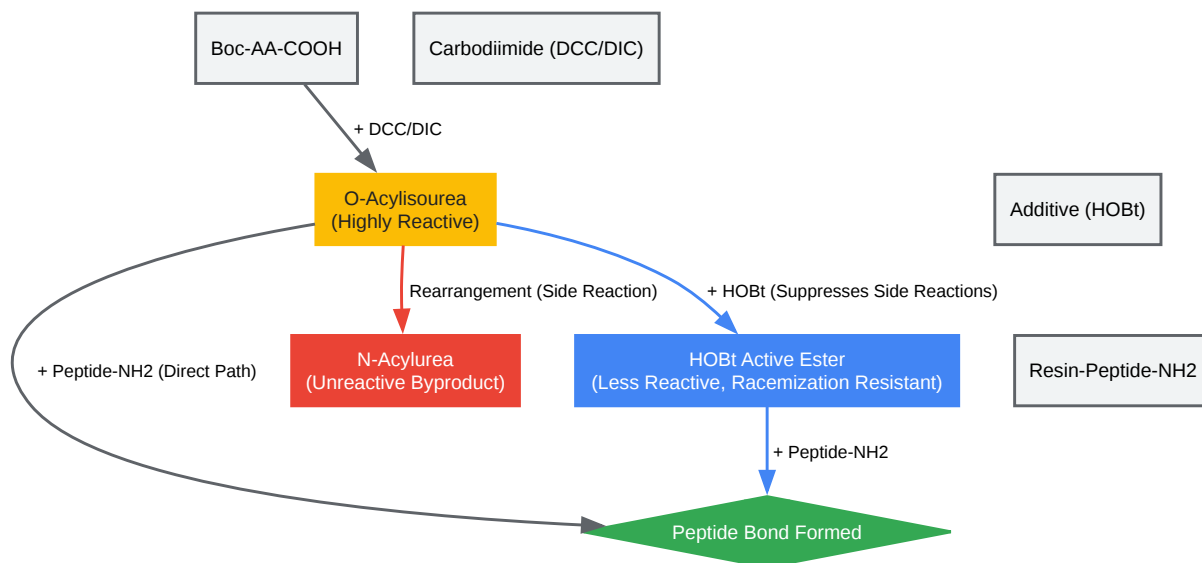 Boc-AA-COOH
Carbodiimide (DCC/DIC)
+ DCC/DIC
O-Acylisourea
(Highly Reactive)
Additive (HOBt)
Rearrangement (Side Reaction)
+ HOBt (Suppresses Side Reactions)
+ Peptide-NH2 (Direct Path)
N-Acylurea
(Unreactive Byproduct)
HOBt Active Ester
(Less Reactive, Racemization Resistant)
Resin-Peptide-NH2
+ Peptide-NH2
Peptide Bond Formed